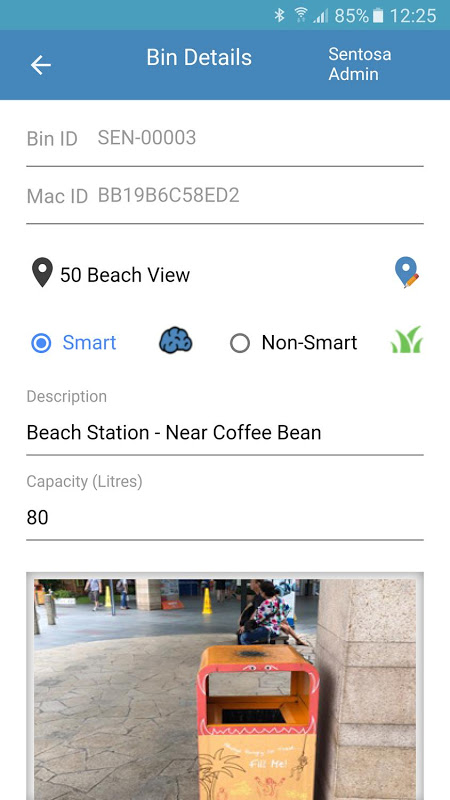 85% 12:25
Bin Details
Sentosa
Admin
Bin ID SEN-00003
Mac ID BB19B6C58ED2
50 Beach View
Smart
Non-Smart
Description
Beach Station - Near Coffee Bean
Capacity (Litres)
80
Fill Me!